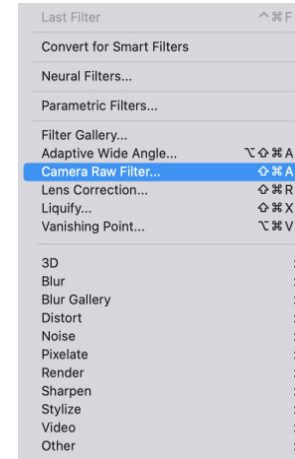 Last Filter ^⌘F
Convert for Smart Filters
Neural Filters...
Parametric Filters...
Filter Gallery...
Adaptive Wide Angle... ⌥⇧⌘A
Camera Raw Filter... ⇧⌘A
Lens Correction... ⇧⌘R
Liquify... ⇧⌘X
Vanishing Point... ⌥⌘V
3D
Blur
Blur Gallery
Distort
Noise
Pixelate
Render
Sharpen
Stylize
Video
Other